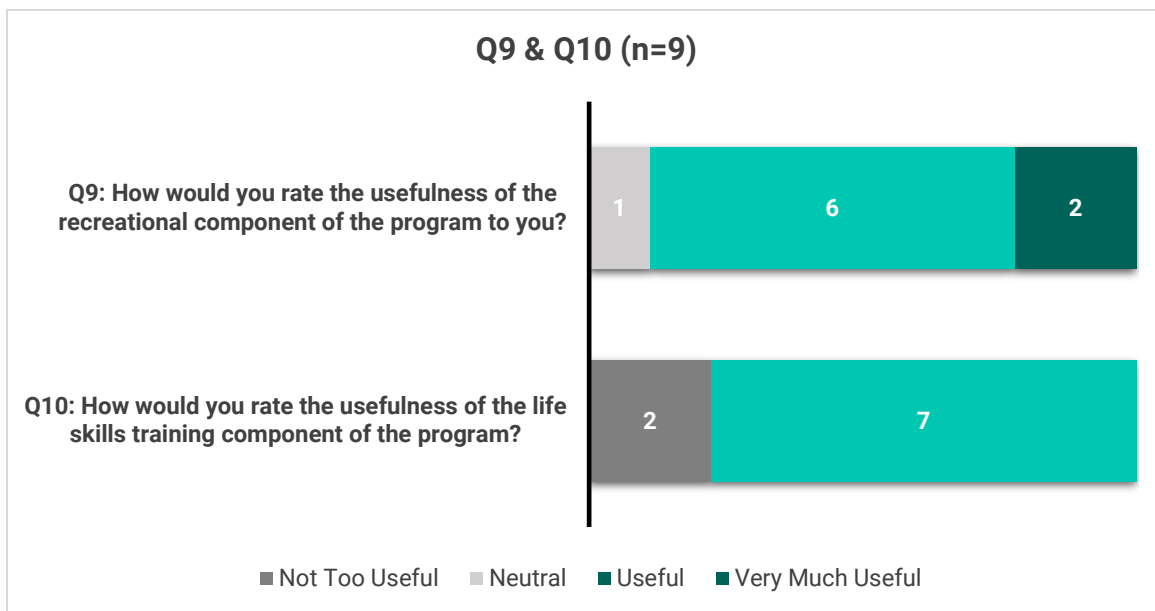 Q9 & Q10 (n=9)
Q9: How would you rate the usefulness of the
recreational component of the program to you?
1
6
2
Q10: How would you rate the usefulness of the life
skills training component of the program?
2
7
Not Too Useful
Neutral
Useful
Very Much Useful